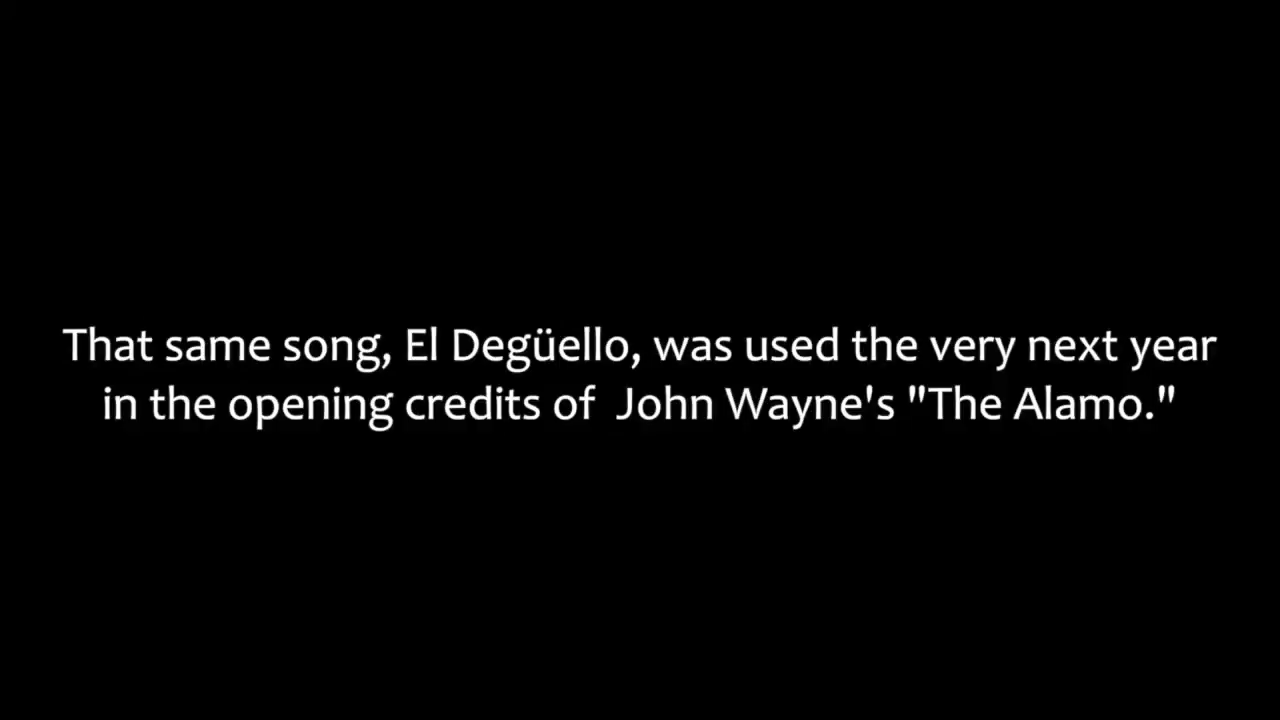 That same song, El Degüello, was used the very next year
in the opening credits of  John Wayne's "The Alamo."